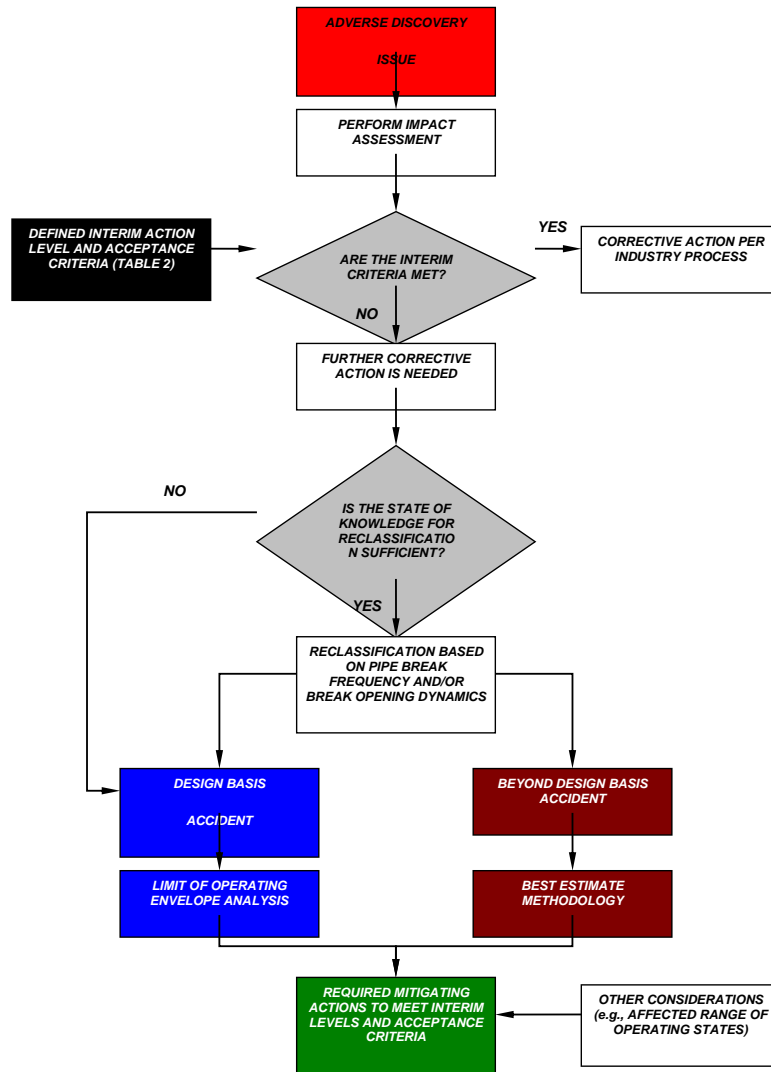 ADVERSE DISCOVERY
ISSUE
PERFORM IMPACT
ASSESSMENT
DEFINED INTERIM ACTION
LEVEL AND ACCEPTANCE
CRITERIA (TABLE 2)
ARE THE INTERIM
CRITERIA MET?
YES
CORRECTIVE ACTION PER
INDUSTRY PROCESS
NO
FURTHER CORRECTIVE
ACTION IS NEEDED
NO
IS THE STATE OF
KNOWLEDGE FOR
RECLASSIFICATIO
N SUFFICIENT?
YES
RECLASSIFICATION BASED
ON PIPE BREAK
FREQUENCY AND/OR
BREAK OPENING DYNAMICS
DESIGN BASIS
ACCIDENT
BEYOND DESIGN BASIS
ACCIDENT
LIMIT OF OPERATING
ENVELOPE ANALYSIS
BEST ESTIMATE
METHODOLOGY
REQUIRED MITIGATING
ACTIONS TO MEET INTERIM
LEVELS AND ACCEPTANCE
CRITERIA
OTHER CONSIDERATIONS
(e.g., AFFECTED RANGE OF
OPERATING STATES)